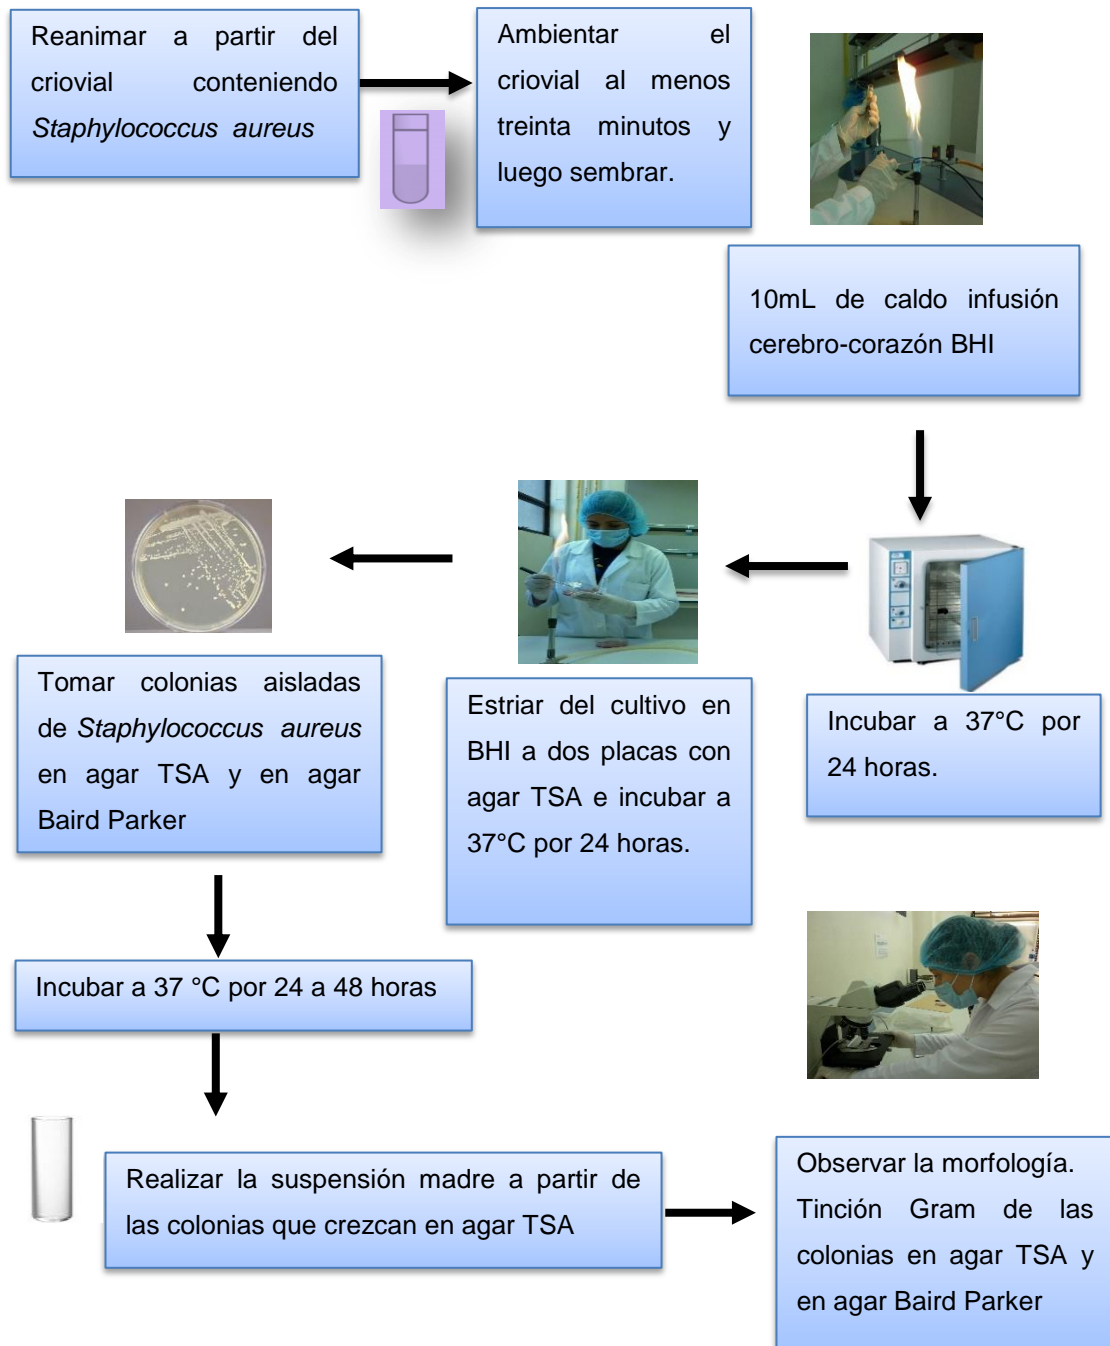 Reanimar a partir del
criovial conteniendo
Staphylococcus aureus
Ambientar el
criovial al menos
treinta minutos y
luego sembrar.
10mL de caldo infusión
cerebro-corazón BHI
Incubar a 37°C por
24 horas.
Estriar del cultivo en
BHI a dos placas con
agar TSA e incubar a
37°C por 24 horas.
Tomar colonias aisladas
de Staphylococcus aureus
en agar TSA y en agar
Baird Parker
Incubar a 37 °C por 24 a 48 horas
Realizar la suspensión madre a partir de
las colonias que crezcan en agar TSA
Observar la morfología.
Tinción Gram de las
colonias en agar TSA y
en agar Baird Parker